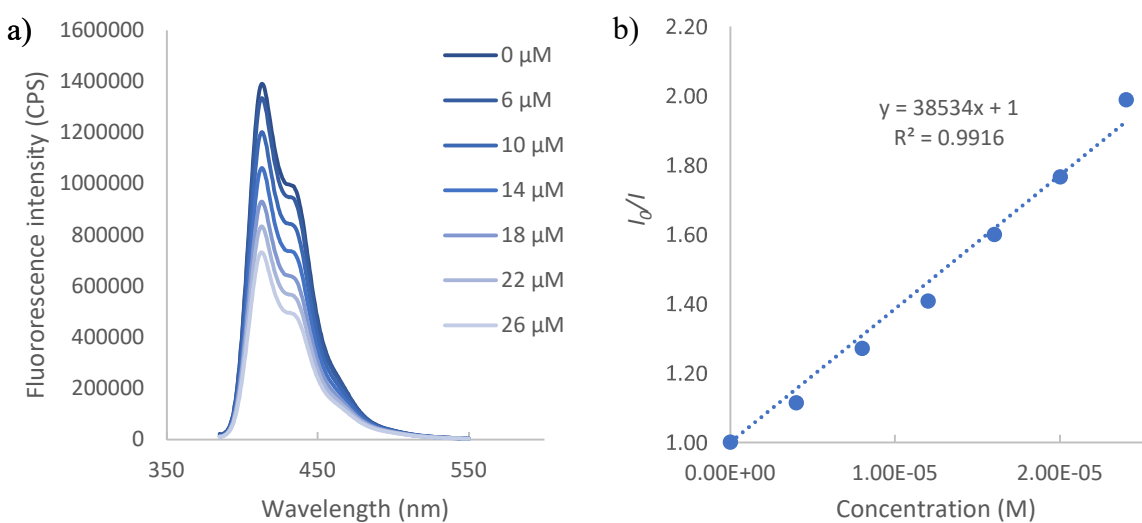 a)
Fluororescence intensity (CPS)
1600000
1400000
1200000
1000000
800000
600000
400000
200000
0
350
450
550
Wavelength (nm)
0 µM
6 µM
10 µM
14 µM
18 µM
22 µM
26 µM
b)
I₀/I
2.20
2.00
1.80
1.60
1.40
1.20
1.00
y = 38534x + 1
R² = 0.9916
0.00E+00
1.00E-05
2.00E-05
Concentration (M)